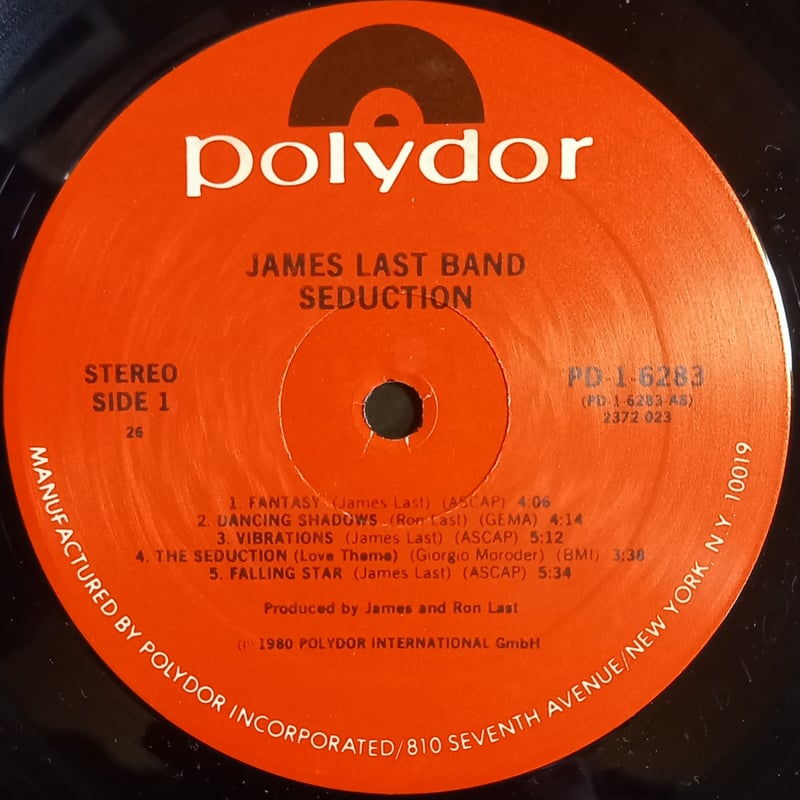 polydor
JAMES LAST BAND
SEDUCTION
STEREO
SIDE 1
26
PD-1-6283
(PD-1-6283-AS)
2372 023
1. FANTASY (James Last) (ASCAP) 4:06
2. DANCING SHADOWS (Ron Last) (GEMA) 4:14
3. VIBRATIONS (James Last) (ASCAP) 5:12
4. THE SEDUCTION (Love Theme) (Giorgio Moroder) (BMI) 3:38
5. FALLING STAR (James Last) (ASCAP) 5:34
Produced by James and Ron Last
℗ 1980 POLYDOR INTERNATIONAL GmbH
MANUFACTURED BY POLYDOR INCORPORATED/810 SEVENTH AVENUE/NEW YORK, N.Y. 10019